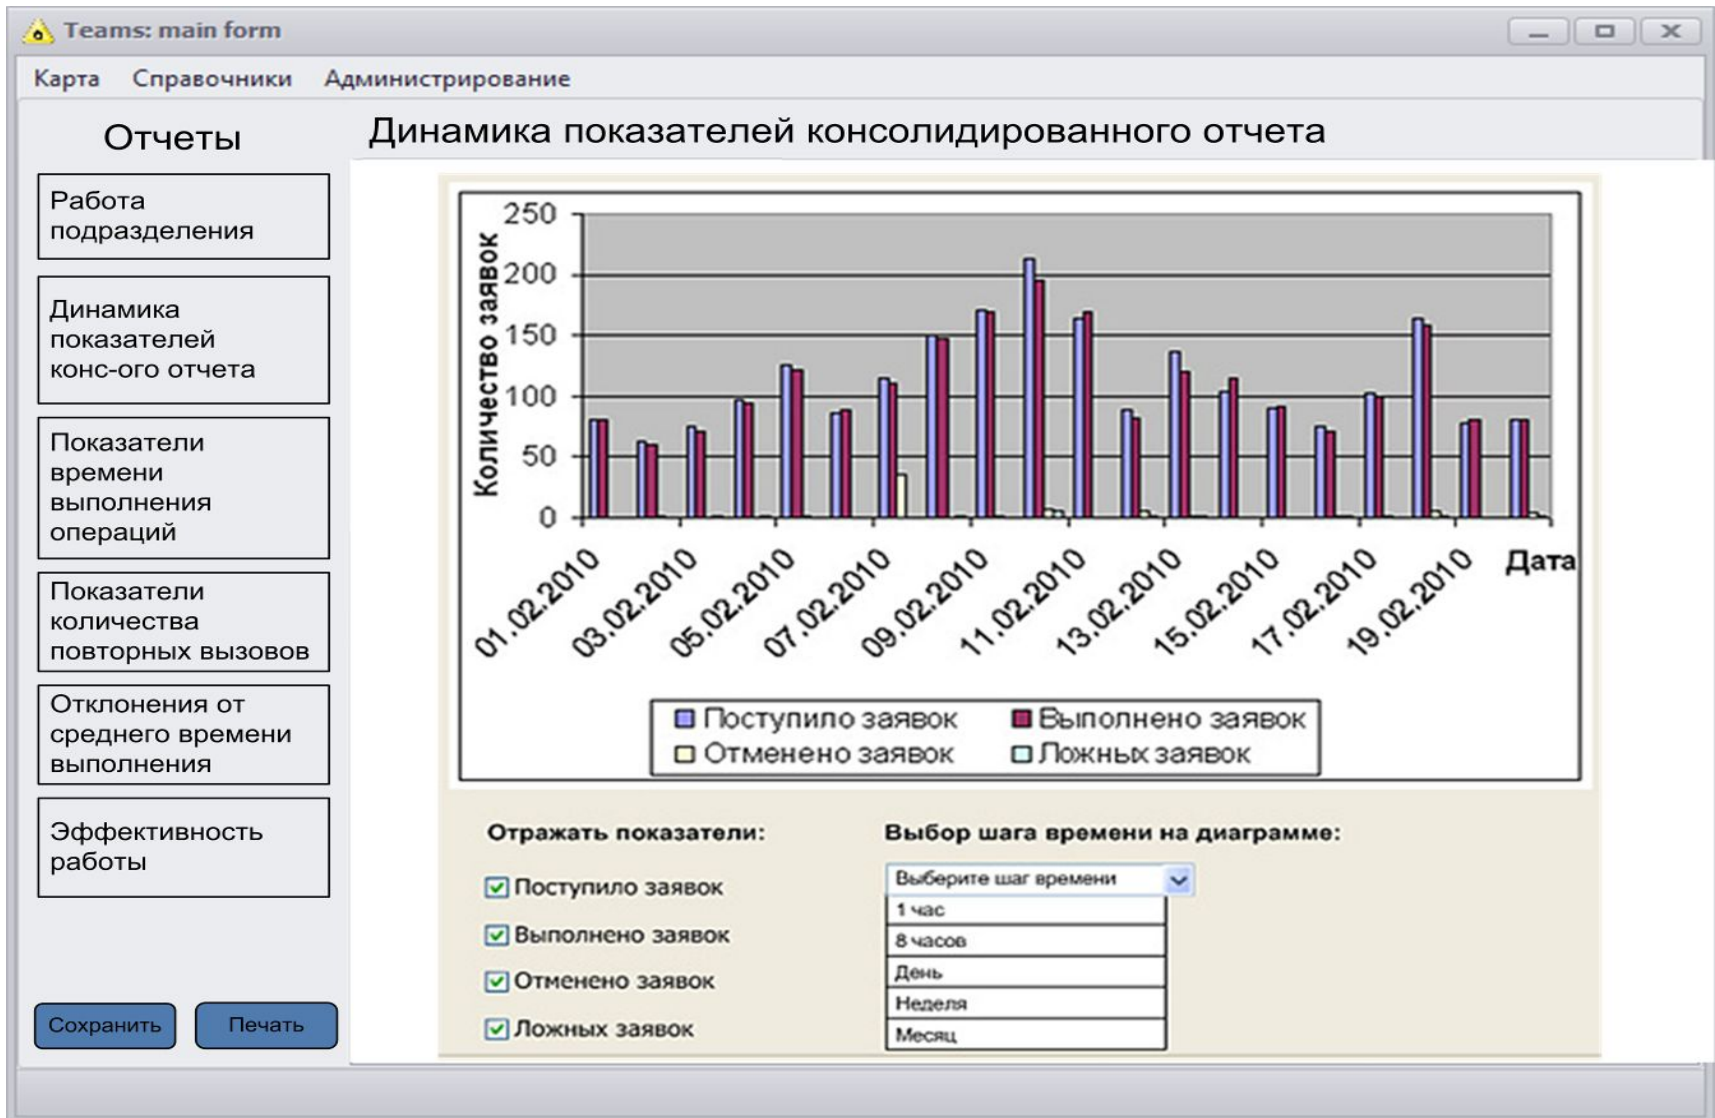 Teams: main form
Карта Справочники Администрирование
Отчеты
Работа
подразделения
Динамика
показателей
конс-ого отчета
Показатели
времени
выполнения
операций
Показатели
количества
повторных вызовов
Отклонения от
среднего времени
выполнения
Эффективность
работы
Сохранить Печать
Динамика показателей консолидированного отчета
Количество заявок
250
200
150
100
50
0
01.02.2010
03.02.2010
05.02.2010
07.02.2010
09.02.2010
11.02.2010
13.02.2010
15.02.2010
17.02.2010
19.02.2010
Дата
Поступило заявок Выполнено заявок
Отменено заявок Ложных заявок
Отражать показатели:
Поступило заявок
Выполнено заявок
Отменено заявок
Ложных заявок
Выбор шага времени на диаграмме:
Выберите шаг времени
1 час
8 часов
День
Неделя
Месяц